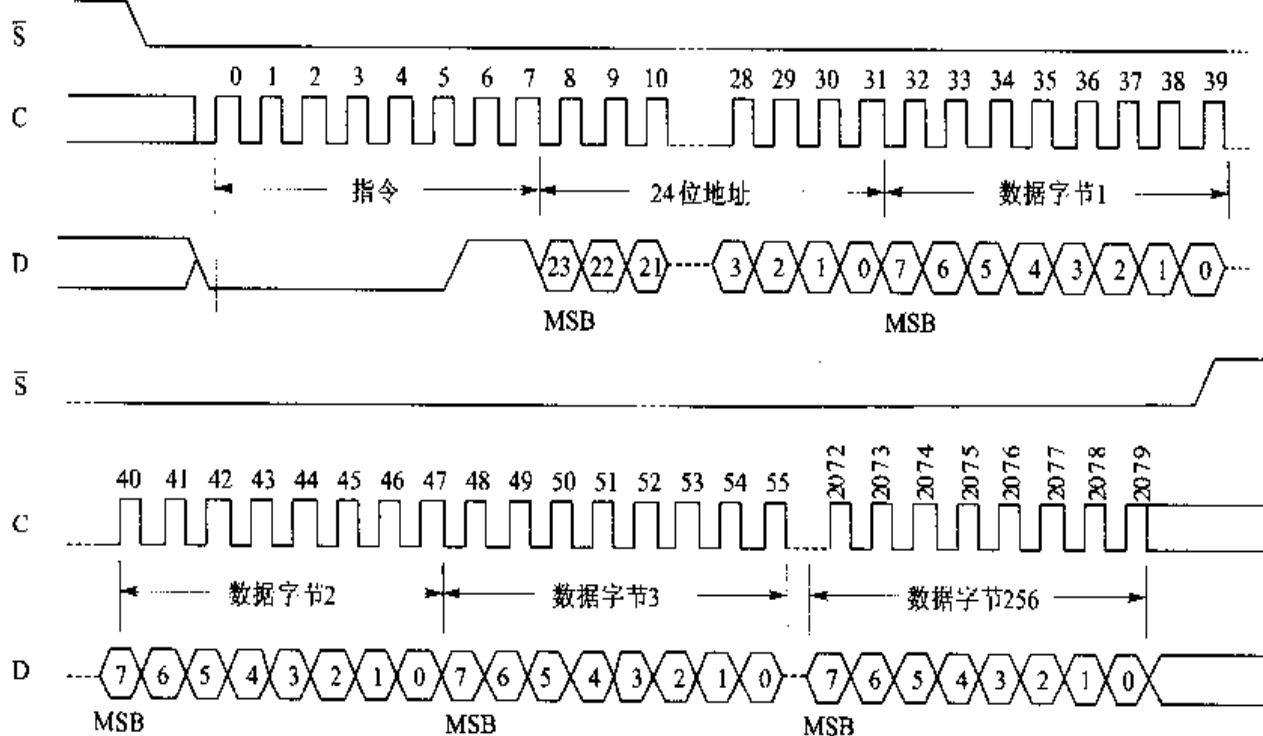 S̅
0 1 2 3 4 5 6 7 8 9 10 28 29 30 31 32 33 34 35 36 37 38 39
C
指令 24位地址 数据字节1
D
23 22 21 3 2 1 0 7 6 5 4 3 2 1 0
MSB MSB
S̅
40 41 42 43 44 45 46 47 48 49 50 51 52 53 54 55 2072 2073 2074 2075 2076 2077 2078 2079
C
数据字节2 数据字节3 数据字节256
D
7 6 5 4 3 2 1 0 7 6 5 4 3 2 1 0 7 6 5 4 3 2 1 0
MSB MSB MSB